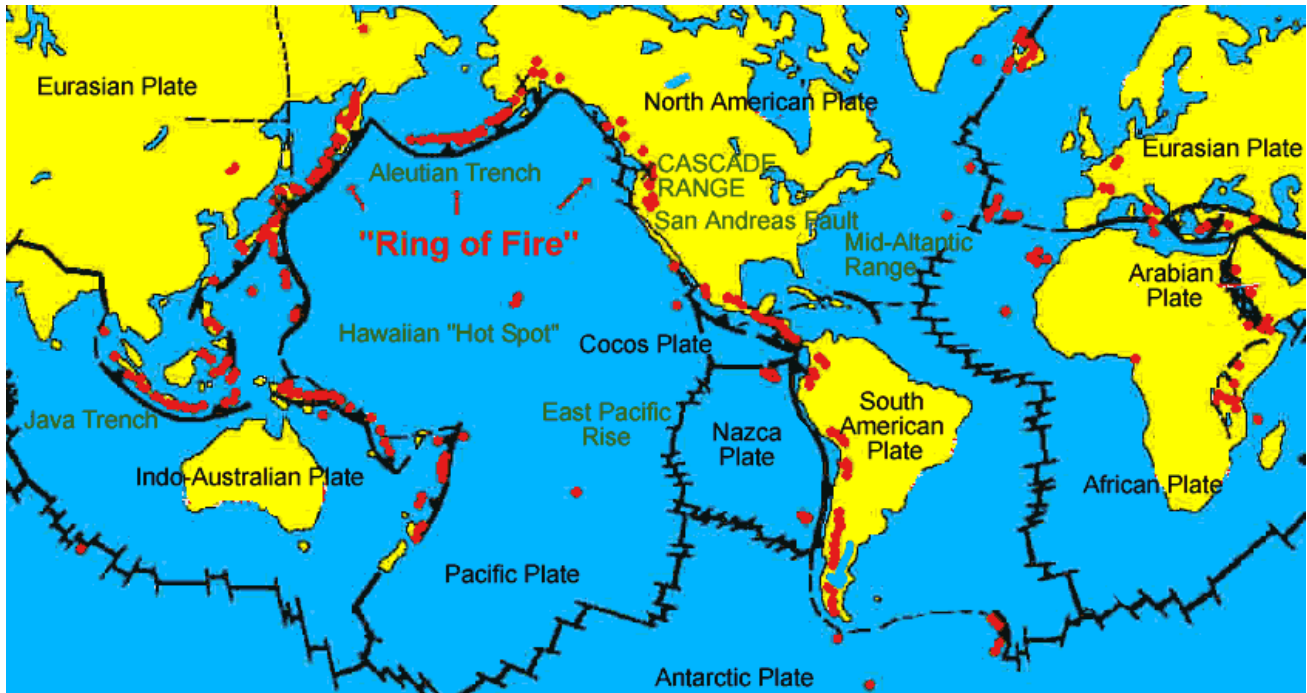 Eurasian Plate
North American Plate
Eurasian Plate
Aleutian Trench
CASCADE
RANGE
San Andreas Fault
"Ring of Fire"
Mid-Altantic
Range
Arabian
Plate
Hawaiian "Hot Spot"
Cocos Plate
Java Trench
East Pacific
Rise
Nazca
Plate
South
American
Plate
Indo-Australian Plate
African Plate
Pacific Plate
Antarctic Plate